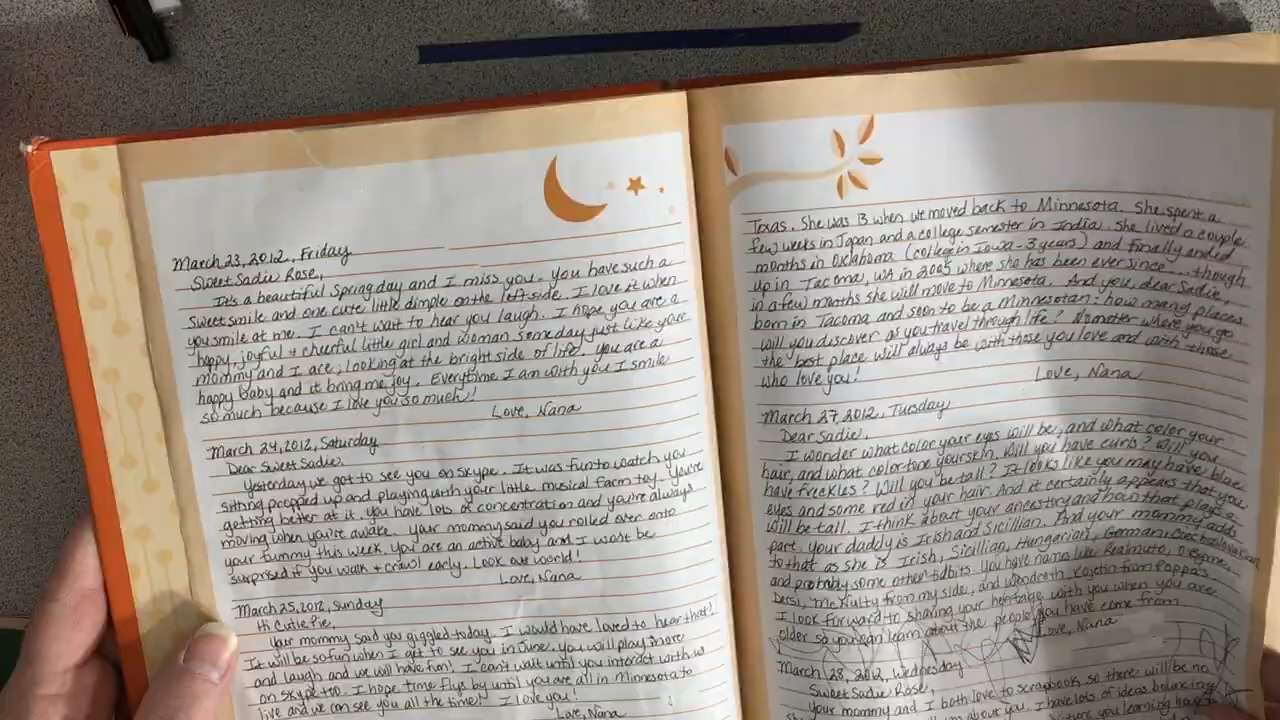 March 23, 2012, Friday
Sweet Sadie Rose,
It's a beautiful Spring day and I miss you. You have such a
sweet smile and one cute little dimple on the left side. I love it when
you smile at me. I can't wait to hear you laugh. I hope you are a
happy, joyful + cheerful little girl and woman someday just like your
mommy and I are, looking at the bright side of life. You are a
happy baby and it bring me joy. Everytime I am with you I smile
so much because I love you so much!
Love, Nana
March 24, 2012, Saturday
Dear Sweet Sadie,
Yesterday we got to see you on Skype. It was fun to watch you
sitting propped up and playing with your little musical farm toy. You're
getting better at it. You have lots of concentration and you're always
moving when you're awake. Your mommy said you rolled over onto
your tummy this week. You are an active baby and I won't be
surprised if you walk + crawl early. Look out world!
Love, Nana
March 25, 2012, Sunday
Hi Cutie Pie,
Your mommy said you giggled today. I would have loved to hear that!
It will be so fun when I get to see you in June. You will play more
and laugh and we will have fun! I can't wait until you interact with us
on skype too. I hope time flys by until you are all in Minnesota to
live and we can see you all the time! I love you!
Love, Nana
Texas. She was 13 when we moved back to Minnesota. She spent a
few weeks in Japan and a college semester in India. She lived a couple
months in Oklahoma (college in Iowa - 3 years) and finally ended
up in Tacoma, WA in 2005 where she has been ever since... though
in a few months she will move to Minnesota. And you, dear Sadie,
born in Tacoma and soon to be a Minnesotan: how many places
will you discover as you travel through life? No matter where you go
the best place will always be with those you love and with those
who love you!
Love, Nana
March 27, 2012, Tuesday
Dear Sadie,
I wonder what color your eyes will be, and what color your
hair, and what color tone your skin. Will you have curls? Will you
have freckles? Will you be tall? It looks like you may have blue
eyes and some red in your hair. And it certainly appears that you
will be tall. I think about your ancestry and how that plays a
part. Your daddy is Irish and Sicilian. And your mommy adds
to that as she is Irish, Sicilian, Hungarian, German, Czechoslovakian
and probably some other tidbits. You have names like Realmuto,
Dersi, McNulty from my side, and Wondreth, Kojetin from Poppa's.
I look forward to sharing your heritage with you when you are
older so you can learn about the people you have come from
Love, Nana
March 28, 2012, Wednesday
Sweet Sadie Rose,
Your mommy and I both love to scrapbook, so there will be no
about you. I have lots of ideas bouncing
you learning